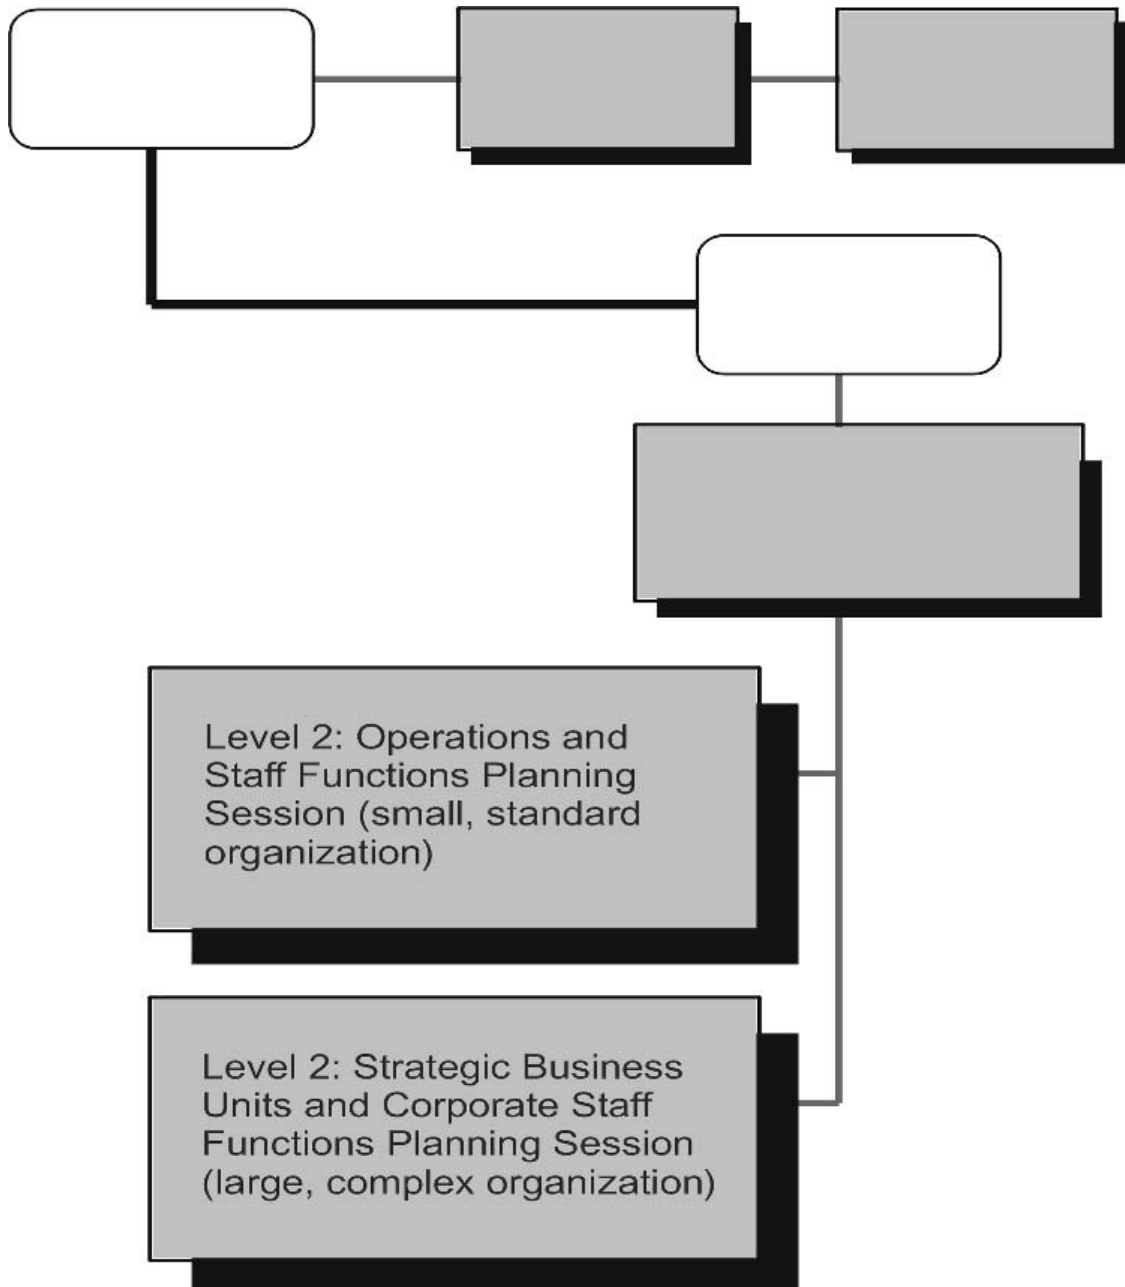 Level 2: Operations and
Staff Functions Planning
Session (small, standard
organization)
Level 2: Strategic Business
Units and Corporate Staff
Functions Planning Session
(large, complex organization)